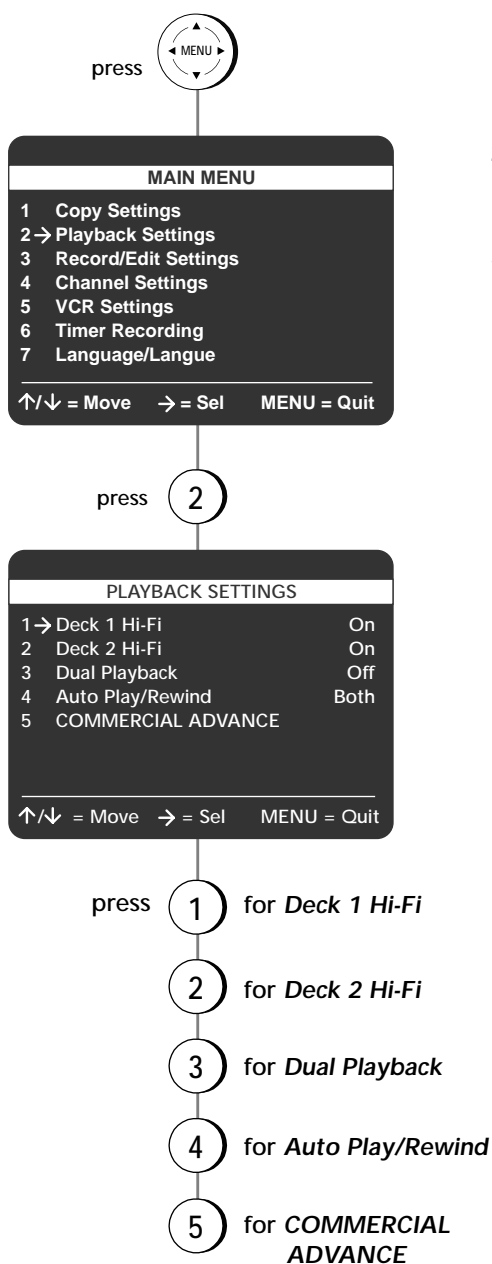 MENU
press
MAIN MENU
1 Copy Settings
2→ Playback Settings
3 Record/Edit Settings
4 Channel Settings
5 VCR Settings
6 Timer Recording
7 Language/Langue
↑/↓ = Move → = Sel MENU = Quit
press 2
PLAYBACK SETTINGS
1→ Deck 1 Hi-Fi On
2 Deck 2 Hi-Fi On
3 Dual Playback Off
4 Auto Play/Rewind Both
5 COMMERCIAL ADVANCE
↑/↓ = Move → = Sel MENU = Quit
press 1 for Deck 1 Hi-Fi
2 for Deck 2 Hi-Fi
3 for Dual Playback
4 for Auto Play/Rewind
5 for COMMERCIAL
ADVANCE